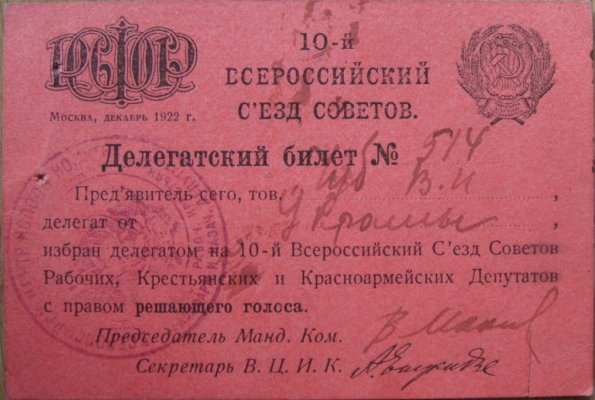 РСФСР
10-й
ВСЕРОССИЙСКИЙ
С'ЕЗД СОВЕТОВ.
Москва, декабрь 1922 г.
Делегатский билет № 514
Пред'явитель сего, тов. В.И ,
делегат от Украины ,
избран делегатом на 10-й Всероссийский С'езд Советов
Рабочих, Крестьянских и Красноармейских Депутатов
с правом решающего голоса.
Председатель Манд. Ком.
Секретарь В. Ц. И. К. А. Енукидзе